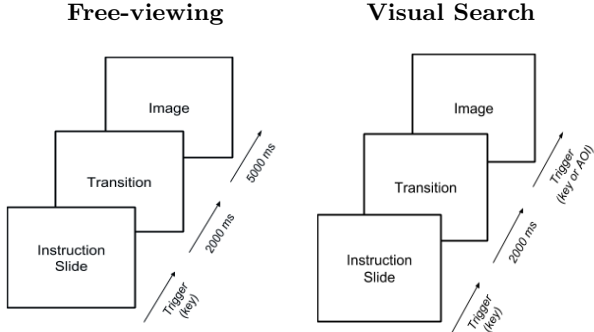 Free-viewing
Image
Transition
Instruction
Slide
5000 ms
2000 ms
Trigger
(key)
Visual Search
Image
Transition
Instruction
Slide
Trigger
(key or AOI)
2000 ms
Trigger
(key)